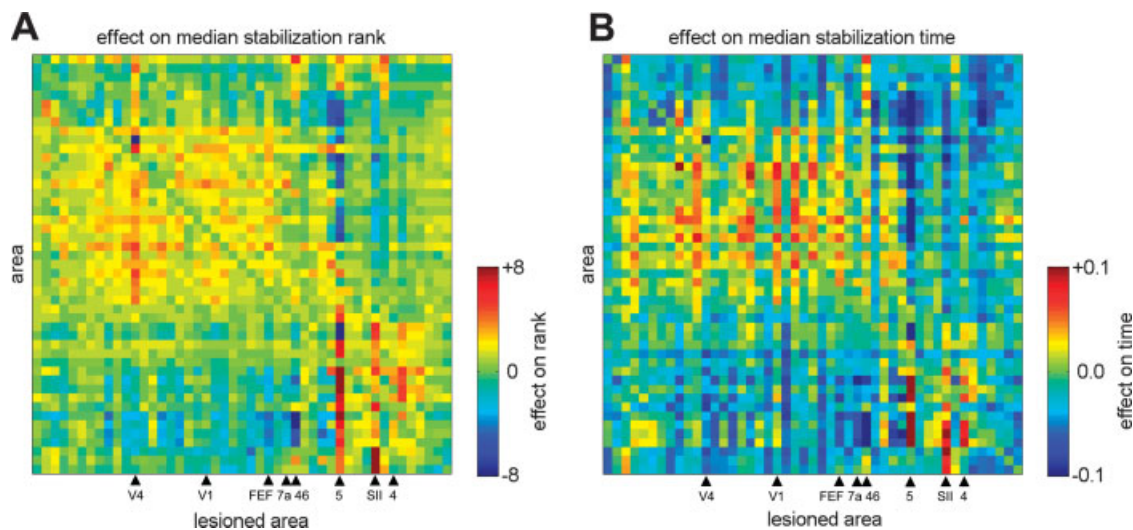 A
effect on median stabilization rank
area
+8
0
-8
effect on rank
V4 V1 FEF 7a 46 5 SII 4
lesioned area
B
effect on median stabilization time
area
+0.1
0.0
-0.1
effect on time
V4 V1 FEF 7a 46 5 SII 4
lesioned area